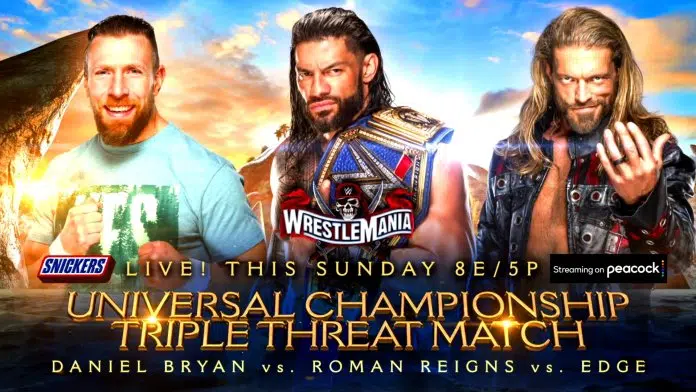 YES
W
WRESTLEMANIA
SNICKERS
LIVE! THIS SUNDAY 8E/5P
Streaming on peacock
UNIVERSAL CHAMPIONSHIP
TRIPLE THREAT MATCH
DANIEL BRYAN vs. ROMAN REIGNS vs. EDGE